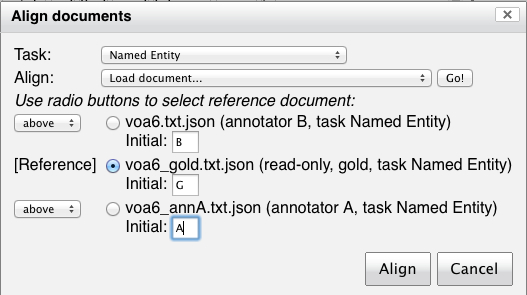 Align documents
Task: Named Entity
Align: Load document... Go!
Use radio buttons to select reference document:
above voa6.txt.json (annotator B, task Named Entity)
Initial: B
[Reference] voa6_gold.txt.json (read-only, gold, task Named Entity)
Initial: G
above voa6_annA.txt.json (annotator A, task Named Entity)
Initial: A
Align Cancel